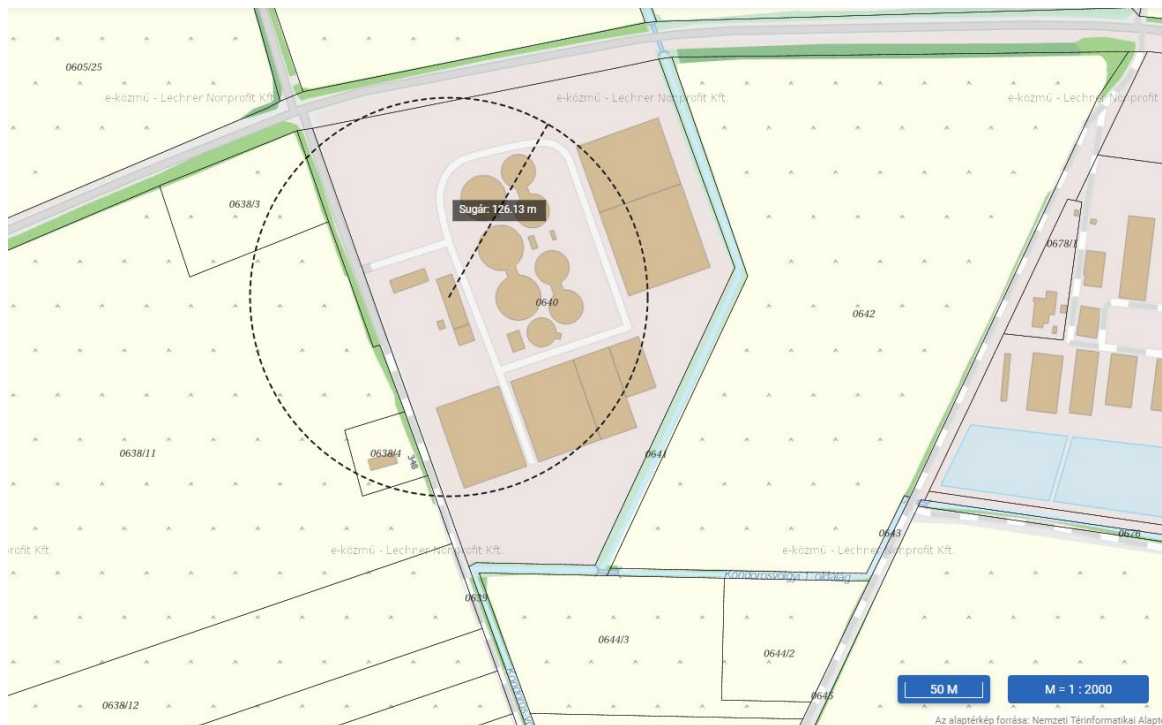 0605/25
e-közmű - Lechner Nonprofit Kft.
e-közmű - Lechner Nonprofit Kft.
e-közmű - Lechner Nonprofit
0638/3
Sugár: 126.13 m
0678/1
0640
0642
0638/11
0638/4
348
0641
0643
0676
profit Kft.
e-közmű - Lechner Nonprofit Kft.
e-közmű - Lechner Nonprofit Kft.
Kondorosvölgyi 1. oldalág
0639
0644/3
0644/2
0645
0638/12
50 M
M = 1 : 2000
Az alaptérkép forrása: Nemzeti Térinformatikai Alapt